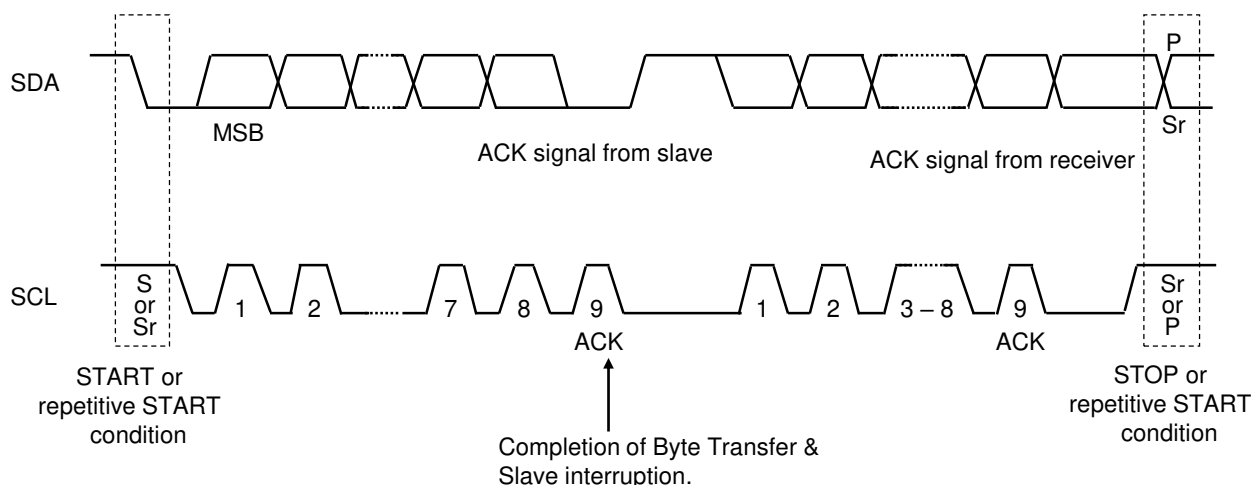 P
SDA
MSB
Sr
ACK signal from slave
ACK signal from receiver
SCL
S
or
Sr
1
2
7
8
9
1
2
3 – 8
9
Sr
or
P
ACK
ACK
START or
repetitive START
condition
STOP or
repetitive START
condition
Completion of Byte Transfer &
Slave interruption.